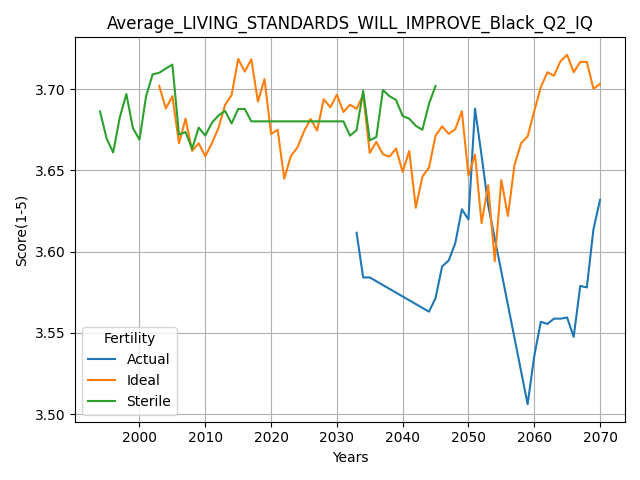 Average_LIVING_STANDARDS_WILL_IMPROVE_Black_Q2_IQ
3.70
3.65
3.60
3.55
3.50
Score(1-5)
Fertility
Actual
Ideal
Sterile
2000 2010 2020 2030 2040 2050 2060 2070
Years